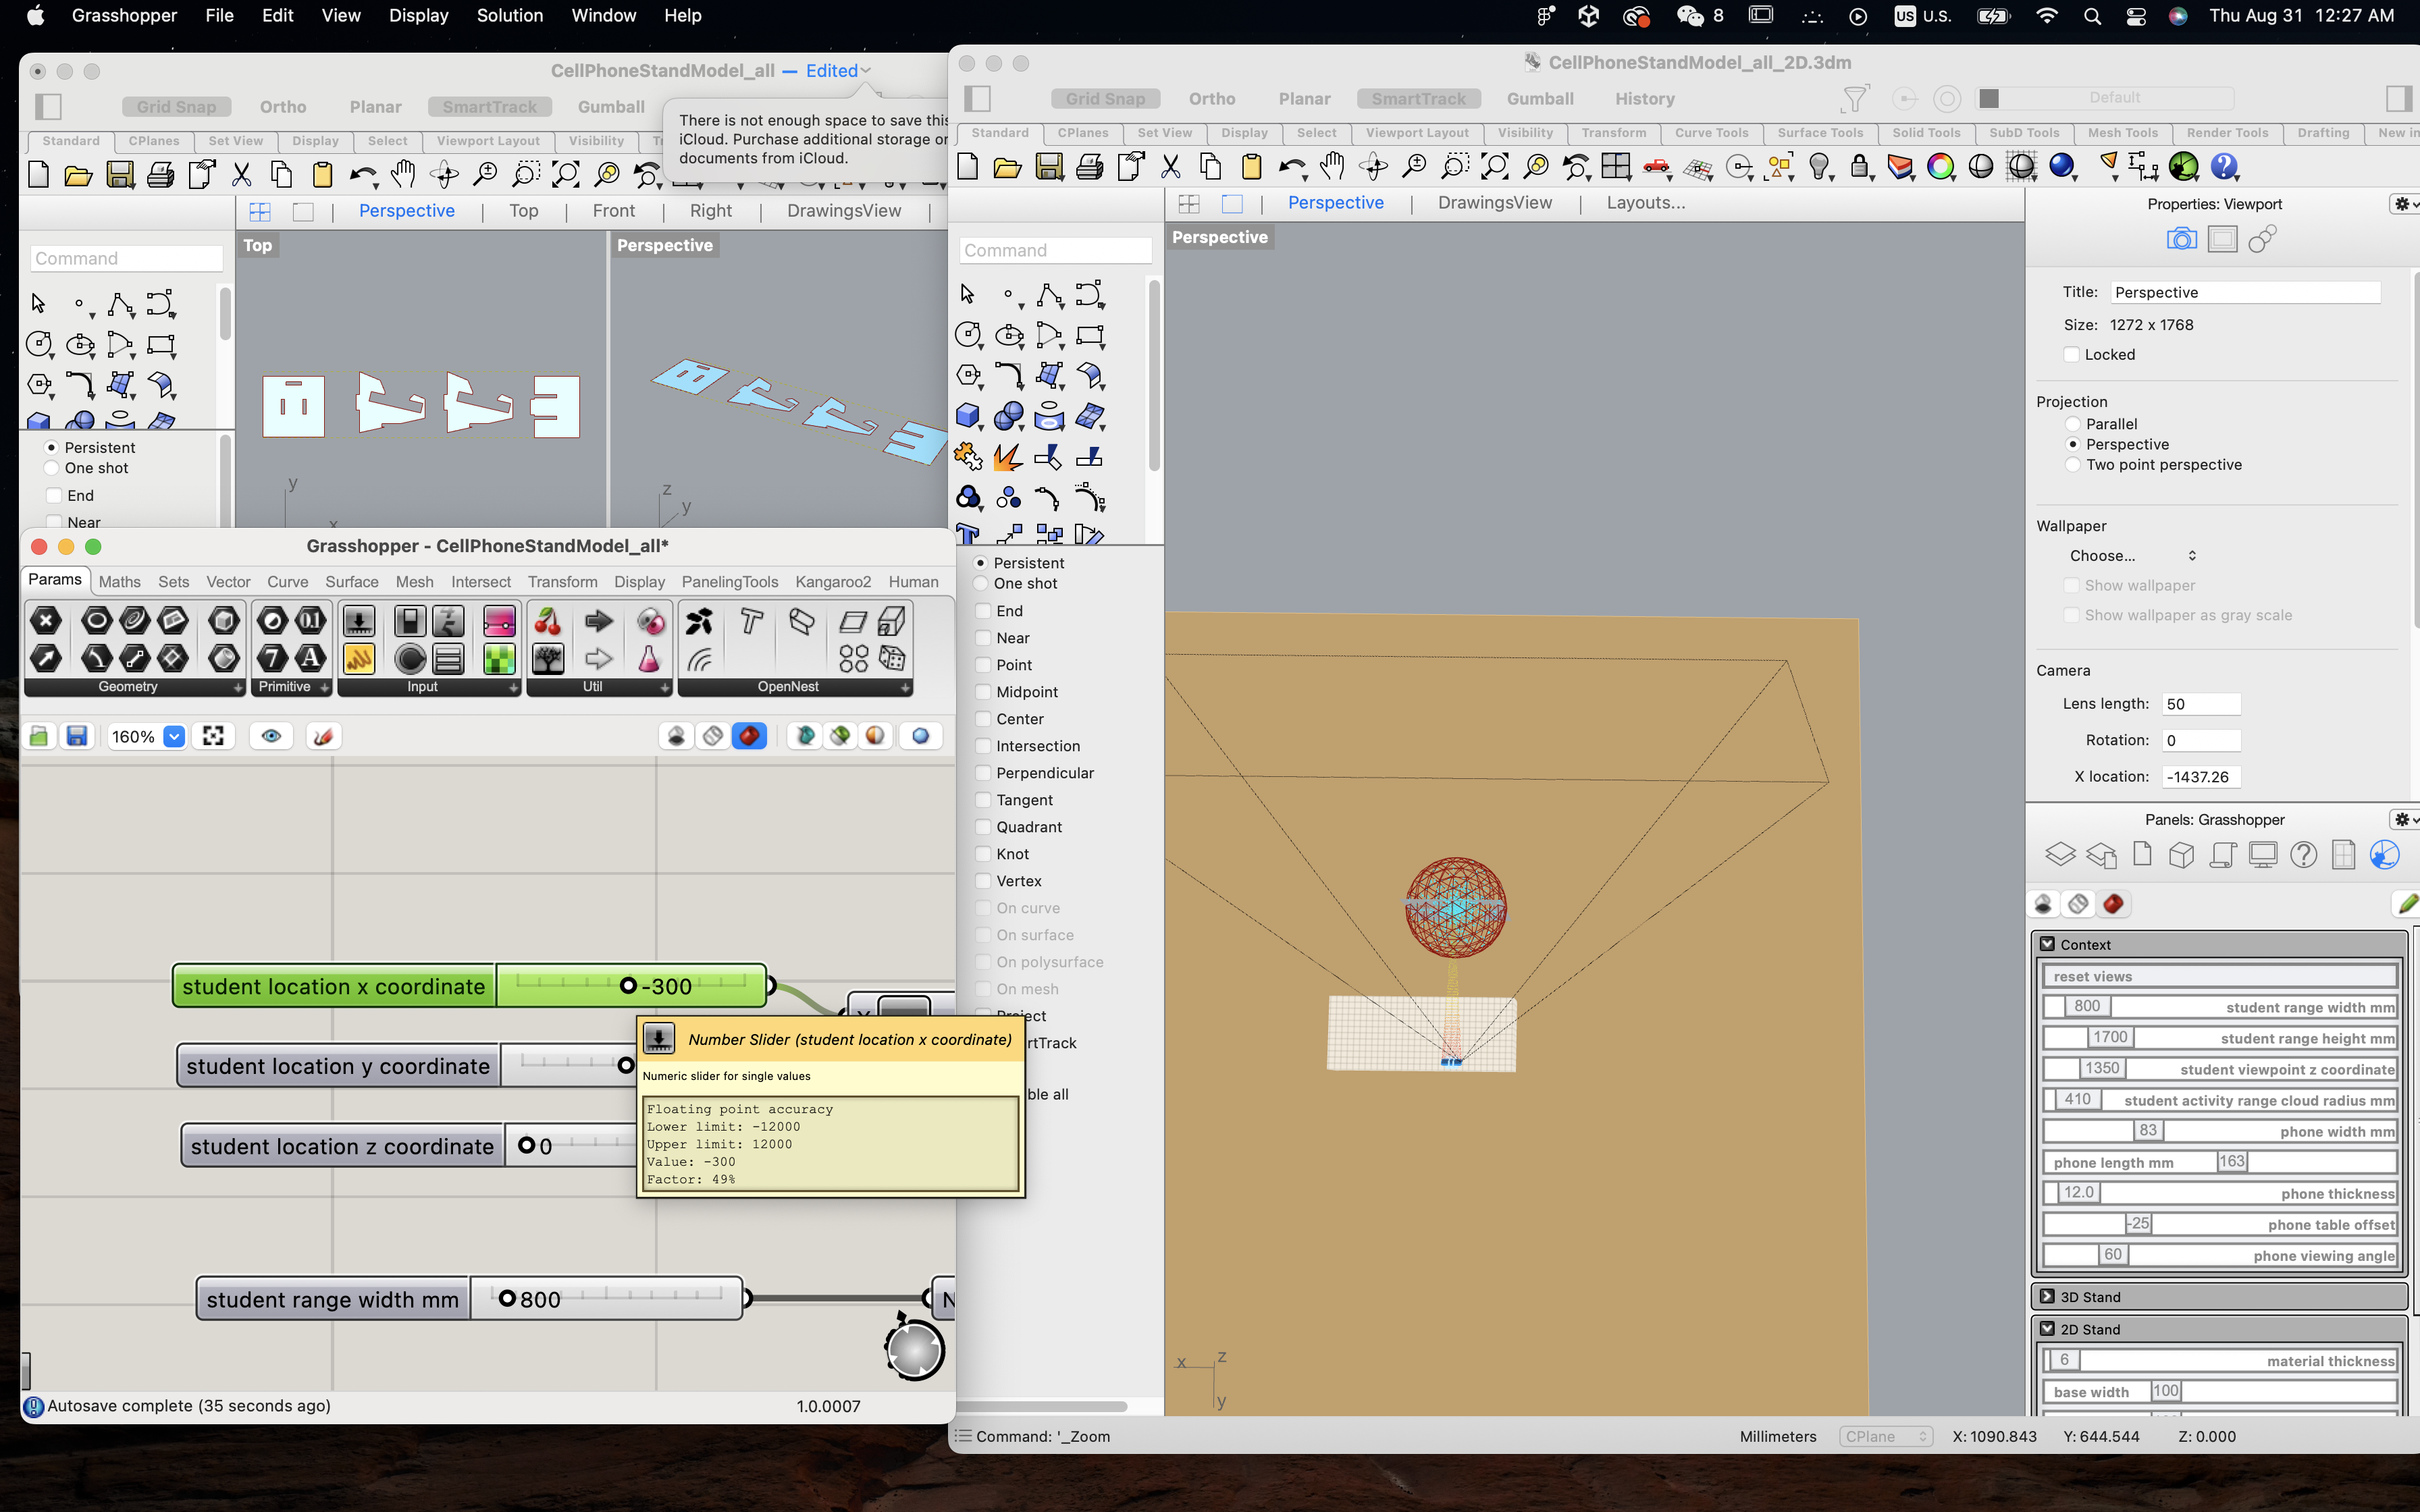 Grasshopper File Edit View Display Solution Window Help
8 US U.S. Thu Aug 31 12:27 AM
CellPhoneStandModel_all — Edited
Grid Snap Ortho Planar SmartTrack Gumball
There is not enough space to save this
iCloud. Purchase additional storage or
documents from iCloud.
Standard CPlanes Set View Display Select Viewport Layout Visibility
Perspective Top Front Right DrawingsView
Command
Top
Perspective
y
z
y
x
Persistent
One shot
End
Near
CellPhoneStandModel_all_2D.3dm
Grid Snap Ortho Planar SmartTrack Gumball History
Default
Standard CPlanes Set View Display Select Viewport Layout Visibility Transform Curve Tools Surface Tools Solid Tools SubD Tools Mesh Tools Render Tools Drafting New in
Perspective DrawingsView Layouts...
Command
Perspective
Persistent
One shot
End
Near
Point
Midpoint
Center
Intersection
Perpendicular
Tangent
Quadrant
Knot
Vertex
On curve
On surface
On polysurface
On mesh
Project
rtTrack
ble all
x z
y
Properties: Viewport
Title: Perspective
Size: 1272 x 1768
Locked
Projection
Parallel
Perspective
Two point perspective
Wallpaper
Choose...
Show wallpaper
Show wallpaper as gray scale
Camera
Lens length: 50
Rotation: 0
X location: -1437.26
Panels: Grasshopper
Context
reset views
800 student range width mm
1700 student range height mm
1350 student viewpoint z coordinate
410 student activity range cloud radius mm
83 phone width mm
phone length mm 163
12.0 phone thickness
-25 phone table offset
60 phone viewing angle
3D Stand
2D Stand
6 material thickness
base width 100
Command: '_Zoom
Millimeters CPlane X: 1090.843 Y: 644.544 Z: 0.000
Grasshopper - CellPhoneStandModel_all*
Params Maths Sets Vector Curve Surface Mesh Intersect Transform Display PanelingTools Kangaroo2 Human
Geometry Primitive Input Util OpenNest
160%
student location x coordinate -300
student location y coordinate
student location z coordinate 0
Number Slider (student location x coordinate)
Numeric slider for single values
Floating point accuracy
Lower limit: -12000
Upper limit: 12000
Value: -300
Factor: 49%
student range width mm 800
N
Autosave complete (35 seconds ago)
1.0.0007